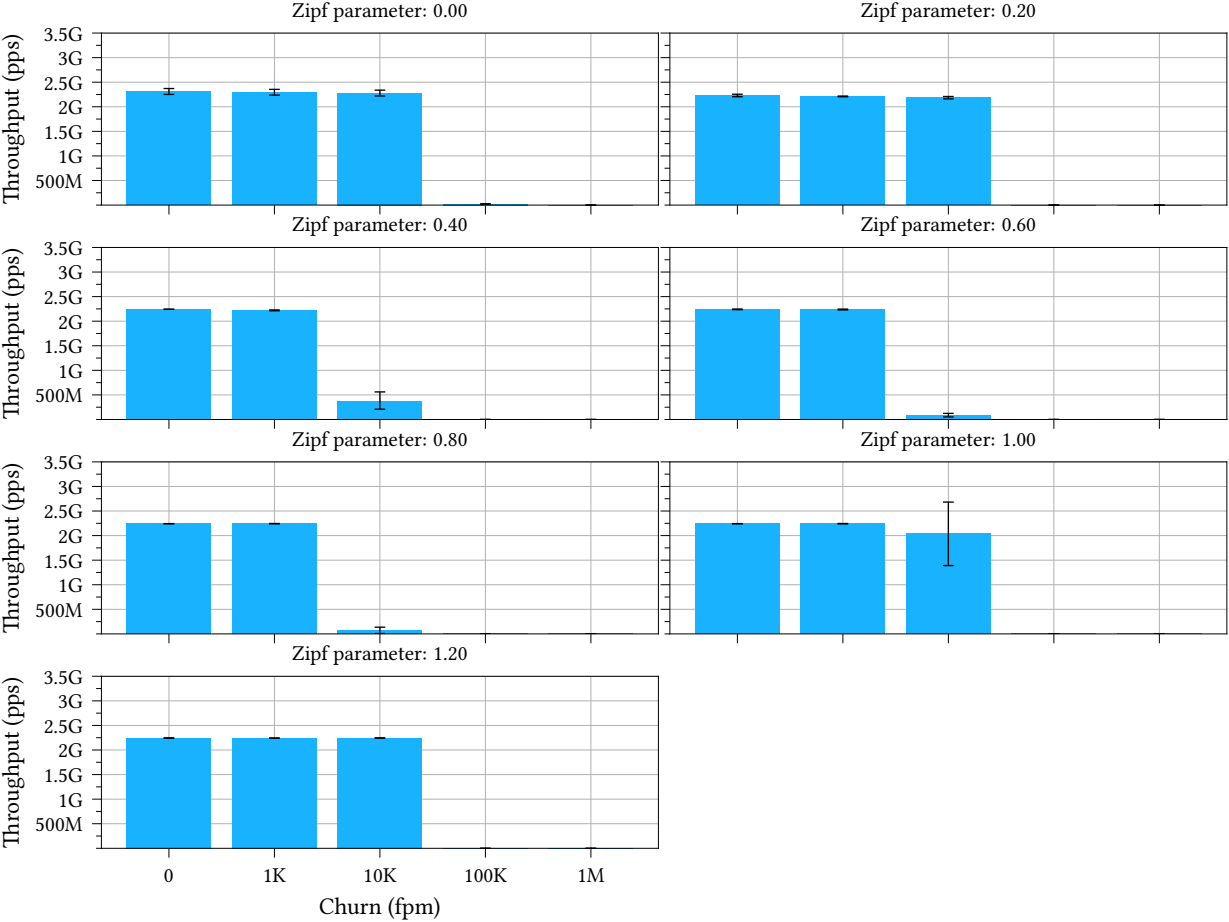 Zipf parameter: 0.00
Zipf parameter: 0.20
Throughput (pps)
3.5G
3G
2.5G
2G
1.5G
1G
500M
Zipf parameter: 0.40
Zipf parameter: 0.60
Throughput (pps)
3.5G
3G
2.5G
2G
1.5G
1G
500M
Zipf parameter: 0.80
Zipf parameter: 1.00
Throughput (pps)
3.5G
3G
2.5G
2G
1.5G
1G
500M
Zipf parameter: 1.20
Throughput (pps)
3.5G
3G
2.5G
2G
1.5G
1G
500M
0 1K 10K 100K 1M
Churn (fpm)